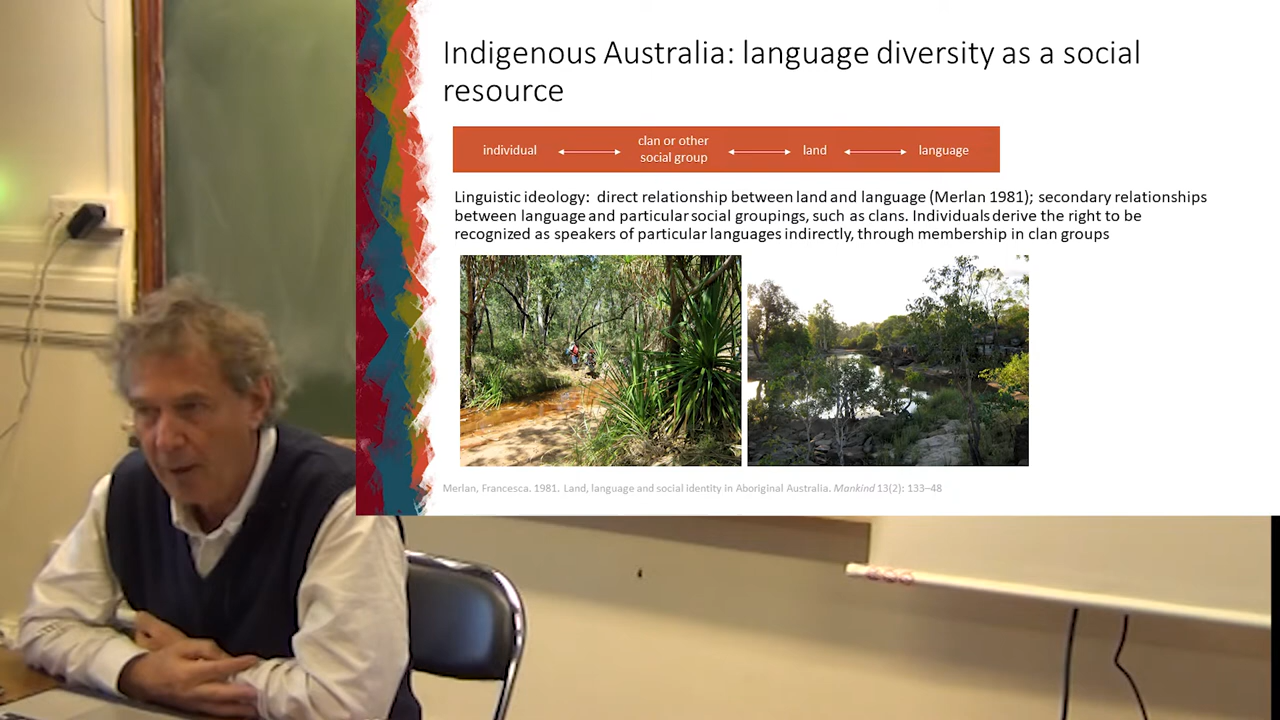 Indigenous Australia: language diversity as a social
resource
individual
clan or other
social group
land
language
Linguistic ideology: direct relationship between land and language (Merlan 1981); secondary relationships
between language and particular social groupings, such as clans. Individuals derive the right to be
recognized as speakers of particular languages indirectly, through membership in clan groups
Merlan, Francesca. 1981. Land, language and social identity in Aboriginal Australia. Mankind 13(2): 133–48